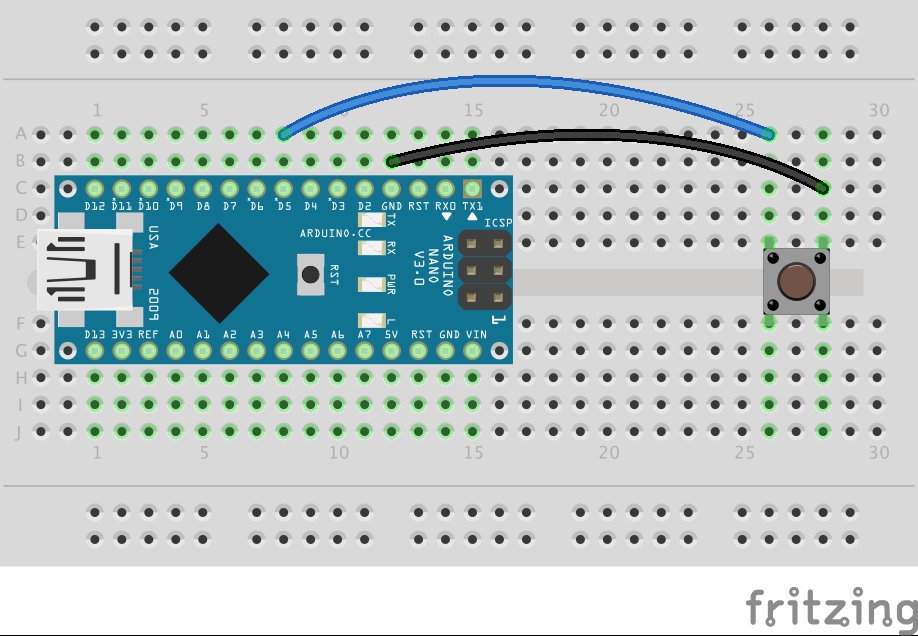 1 5 15 20 25 30
A
B
C
D12 D11 D10 D9 D8 D7 D6 D5 D4 D3 D2 GND RST RX0 TX1
D
ICSP
E
USA
ARDUINO.CC
TX
RX
ARDUINO
NANO
V3.0
RST
PWR
2009
L
1
F
D13 3V3 REF A0 A1 A2 A3 A4 A5 A6 A7 5V RST GND VIN
G
H
I
J
1 5 10 15 20 25 30
fritzing